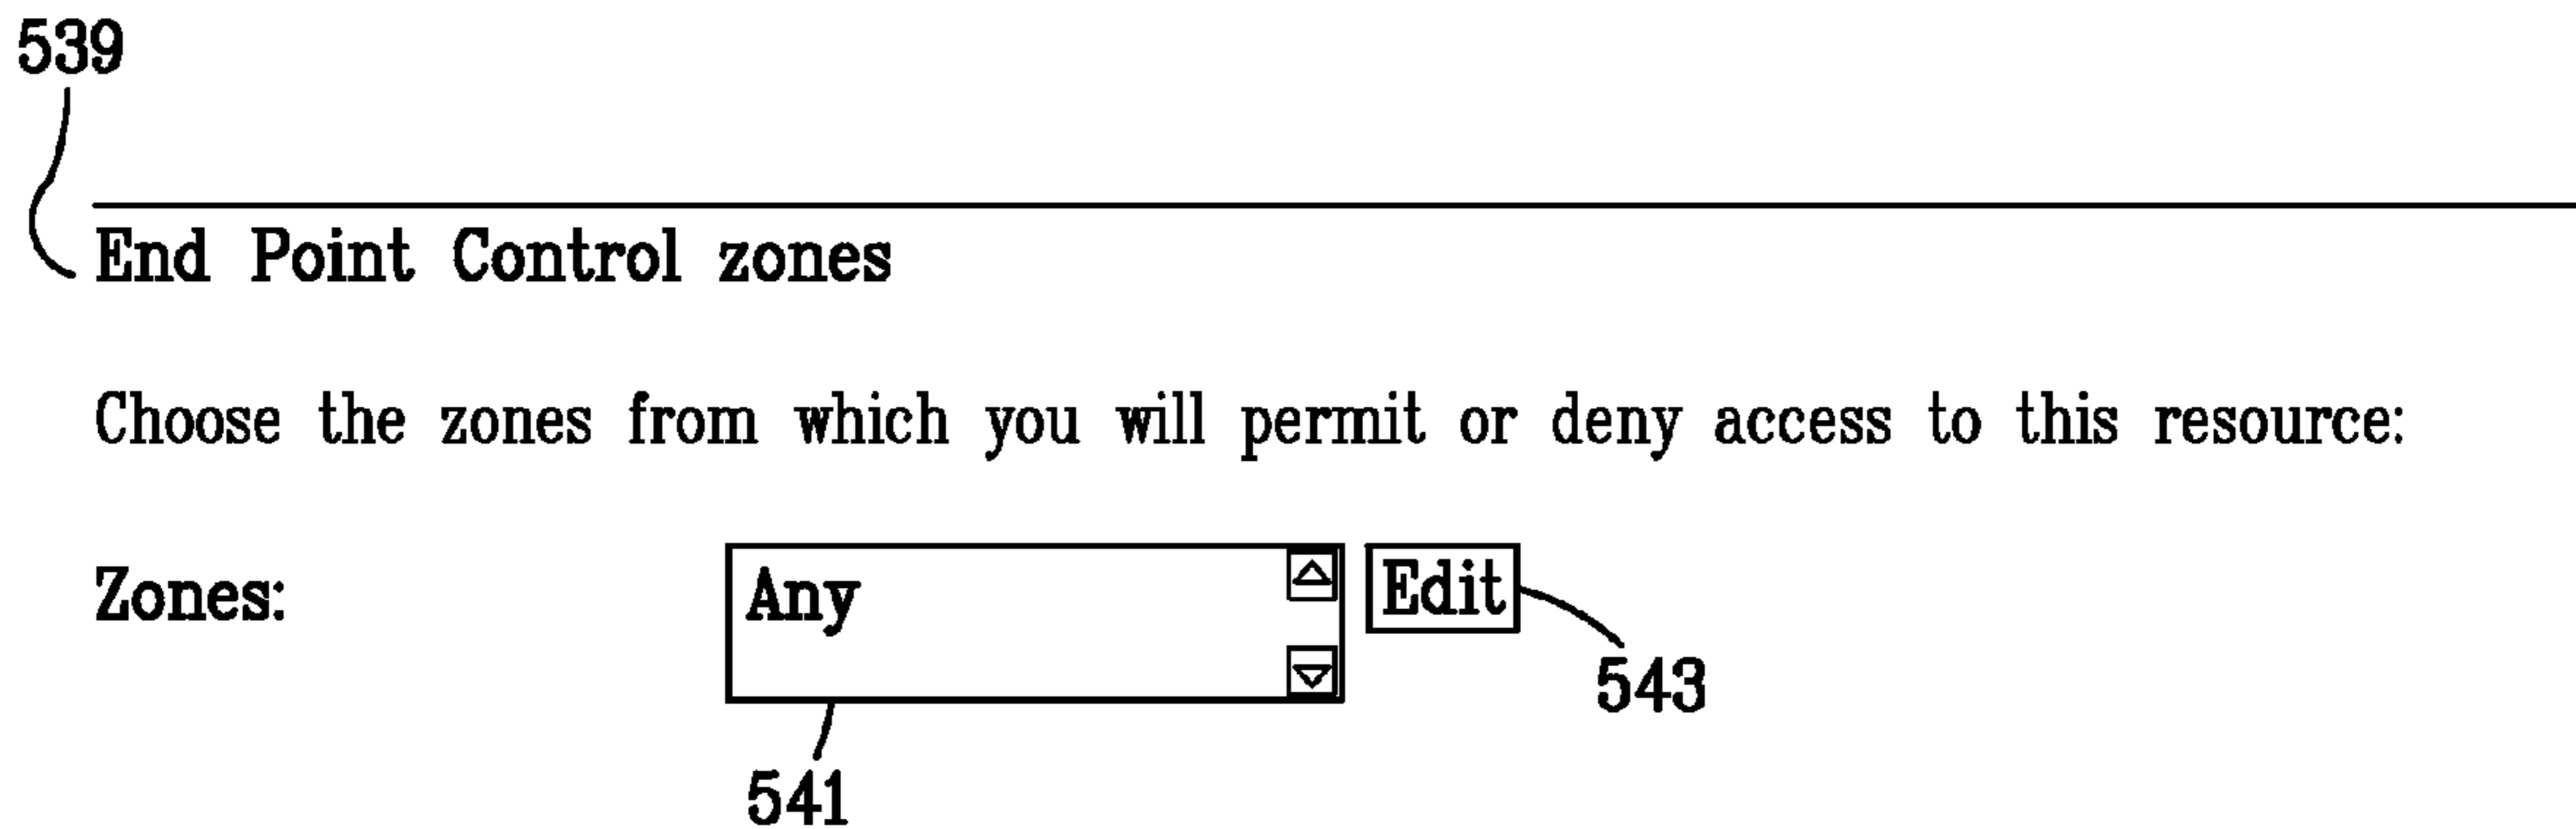 539
End Point Control zones
Choose the zones from which you will permit or deny access to this resource:
Zones: Any Edit
543
541